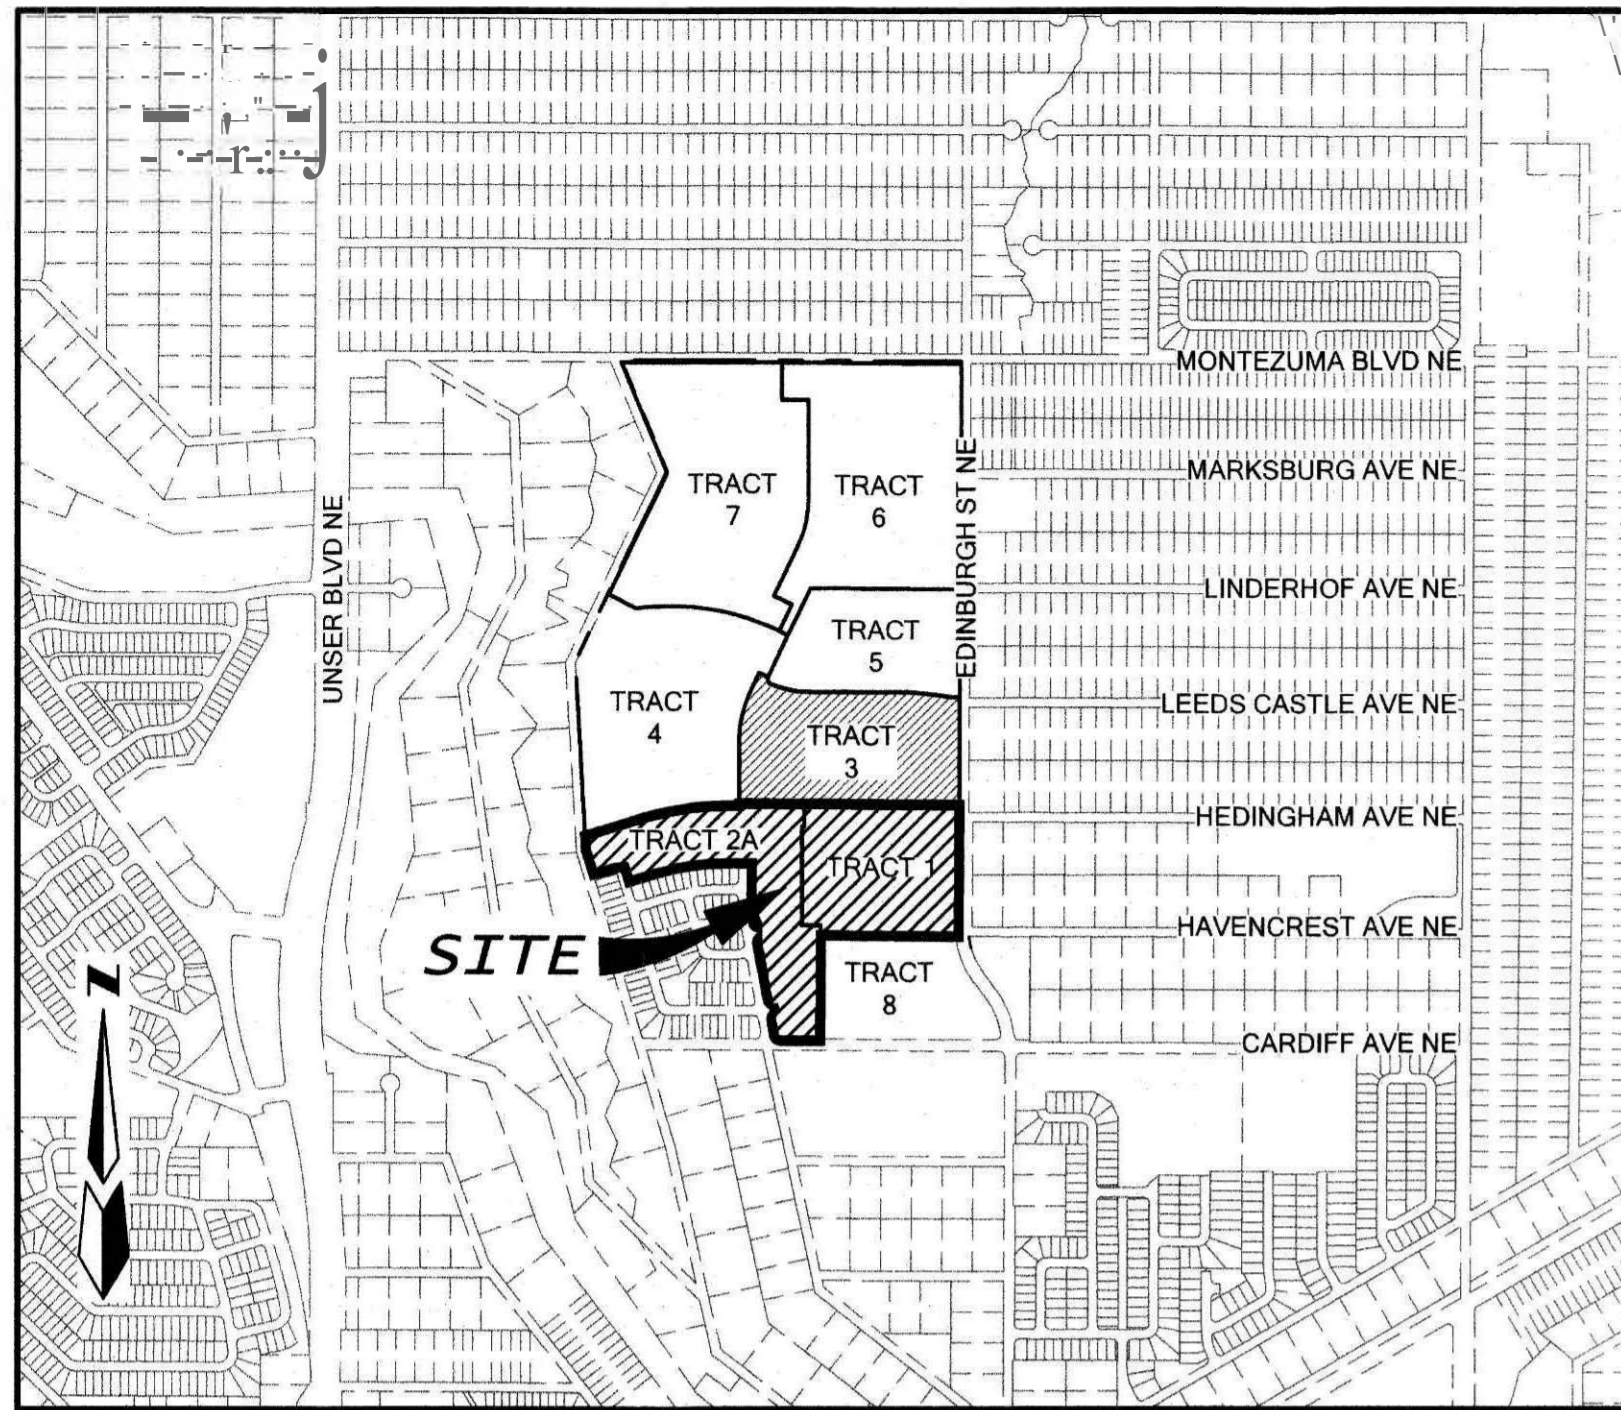 MONTEZUMA BLVD NE
TRACT
7
TRACT
6
EDINBURGH ST NE
MARKSBURG AVE NE
UNSER BLVD NE
LINDERHOF AVE NE
TRACT
5
TRACT
4
LEEDS CASTLE AVE NE
TRACT
3
HEDINGHAM AVE NE
TRACT 2A
TRACT 1
HAVENCREST AVE NE
SITE
TRACT
8
N
CARDIFF AVE NE